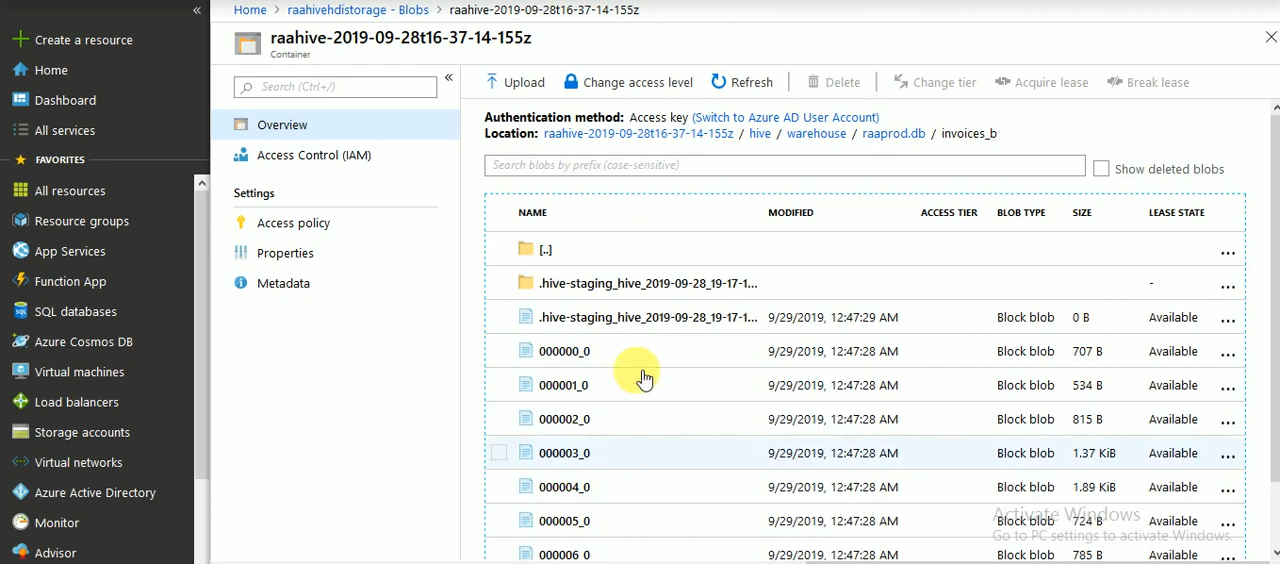 «
Create a resource
Home
Dashboard
All services
FAVORITES
All resources
Resource groups
App Services
Function App
SQL databases
Azure Cosmos DB
Virtual machines
Load balancers
Storage accounts
Virtual networks
Azure Active Directory
Monitor
Advisor
Home > raahivehdistorage - Blobs > raahive-2019-09-28t16-37-14-155z
raahive-2019-09-28t16-37-14-155z
Container
Search (Ctrl+/)
«
Overview
Access Control (IAM)
Settings
Access policy
Properties
Metadata
Upload Change access level Refresh Delete Change tier Acquire lease Break lease
Authentication method: Access key (Switch to Azure AD User Account)
Location: raahive-2019-09-28t16-37-14-155z / hive / warehouse / raaprod.db / invoices_b
Search blobs by prefix (case-sensitive) Show deleted blobs
NAME MODIFIED ACCESS TIER BLOB TYPE SIZE LEASE STATE
[..] ...
.hive-staging_hive_2019-09-28_19-17-1... - ...
.hive-staging_hive_2019-09-28_19-17-1... 9/29/2019, 12:47:29 AM Block blob 0 B Available ...
000000_0 9/29/2019, 12:47:28 AM Block blob 707 B Available ...
000001_0 9/29/2019, 12:47:28 AM Block blob 534 B Available ...
000002_0 9/29/2019, 12:47:28 AM Block blob 815 B Available ...
000003_0 9/29/2019, 12:47:28 AM Block blob 1.37 KiB Available ...
000004_0 9/29/2019, 12:47:28 AM Block blob 1.89 KiB Available ...
000005_0 9/29/2019, 12:47:28 AM Block blob 724 B Available ...
000006_0 9/29/2019, 12:47:28 AM Block blob 785 B Available ...
Activate Windows
Go to PC settings to activate Windows.